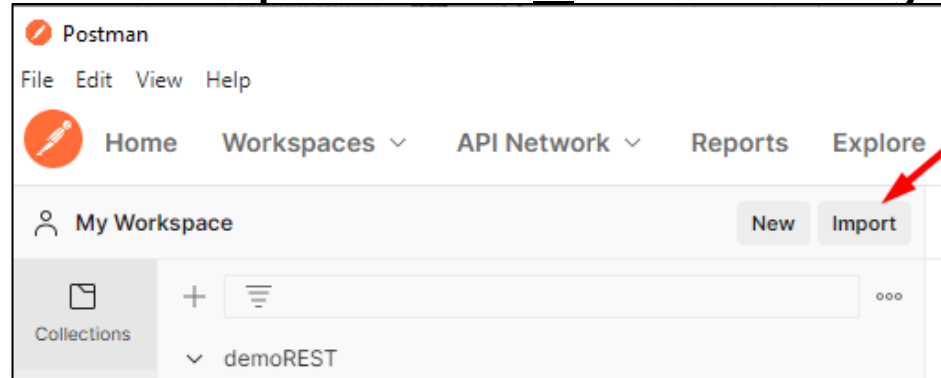 Postman
File Edit View Help
Home Workspaces API Network Reports Explore
My Workspace New Import
Collections
demoREST